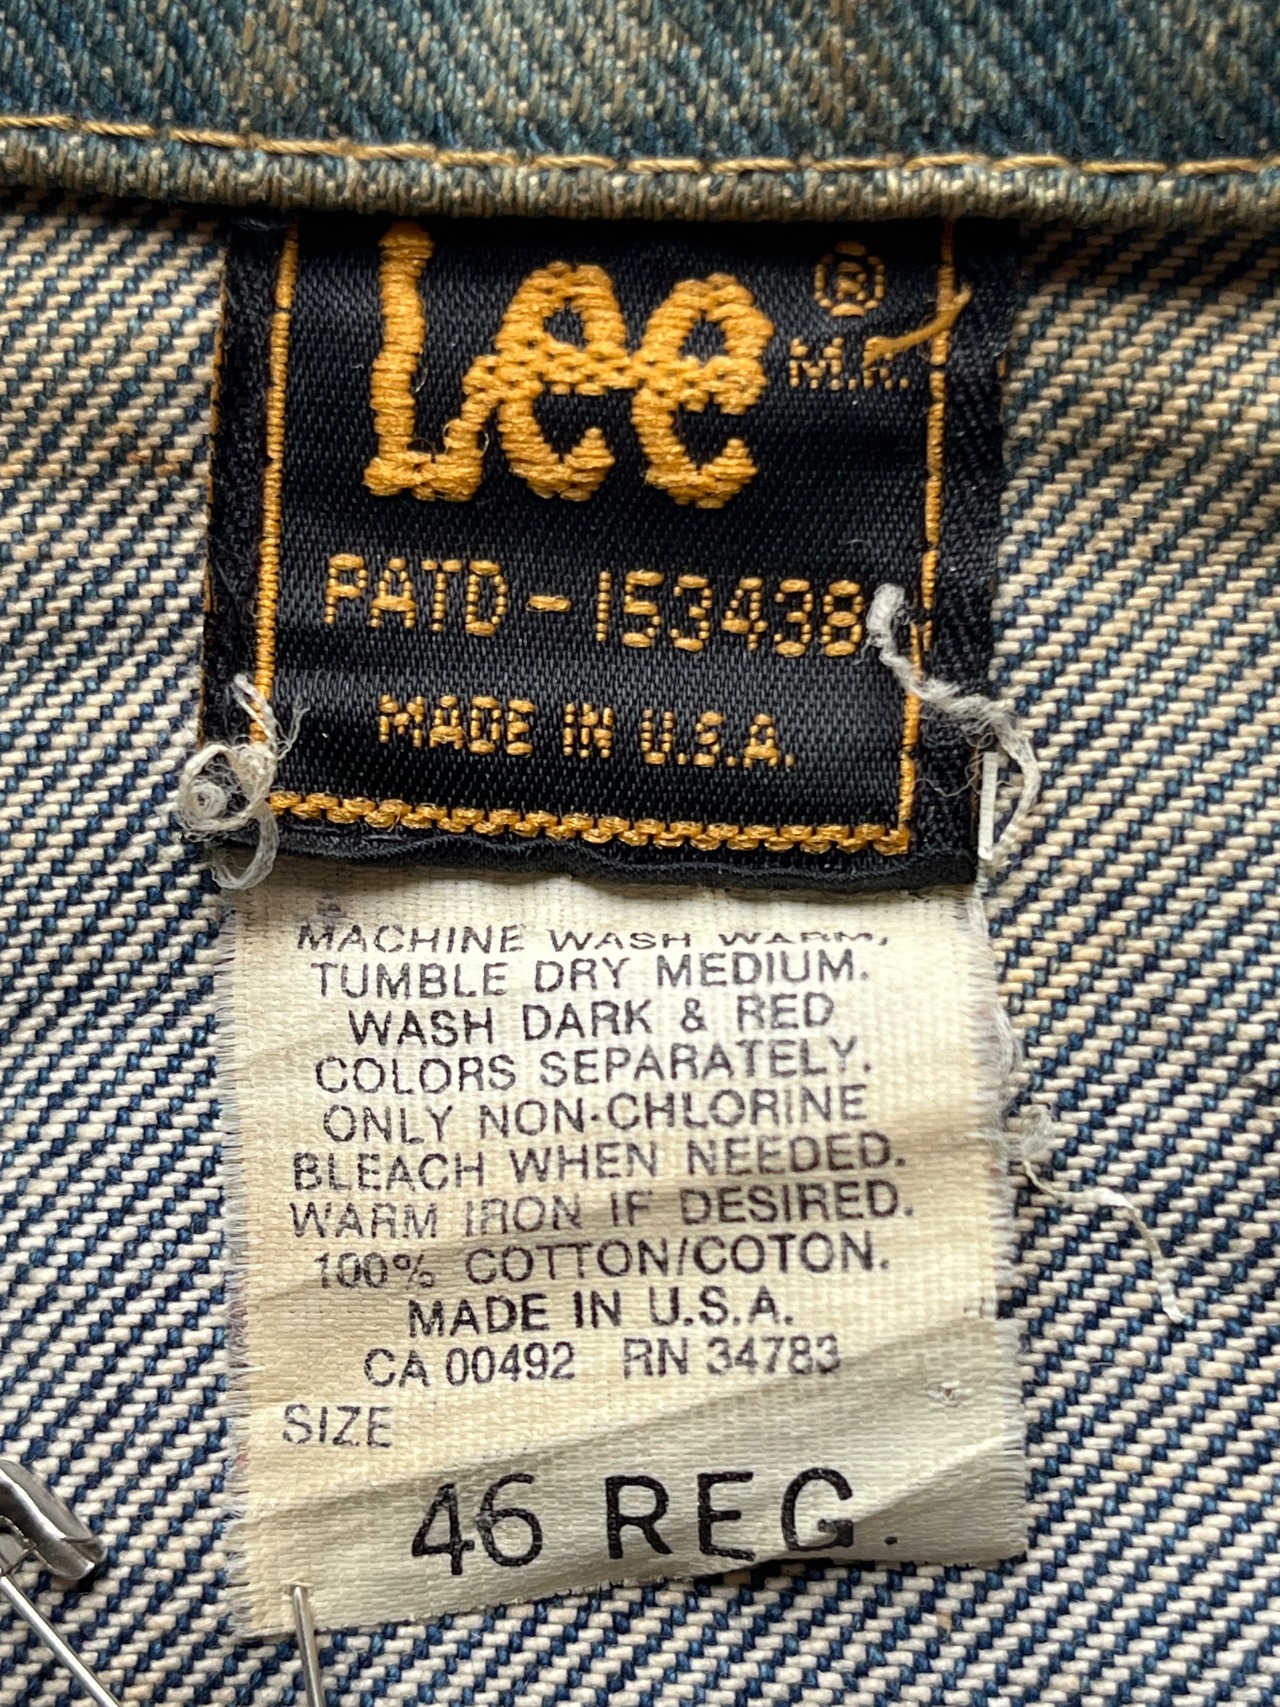 Lee ®
M.R.
PATD-153438
MADE IN U.S.A.
MACHINE WASH WARM,
TUMBLE DRY MEDIUM.
WASH DARK & RED
COLORS SEPARATELY.
ONLY NON-CHLORINE
BLEACH WHEN NEEDED.
WARM IRON IF DESIRED.
100% COTTON/COTON.
MADE IN U.S.A.
CA 00492 RN 34783
SIZE
46 REG.